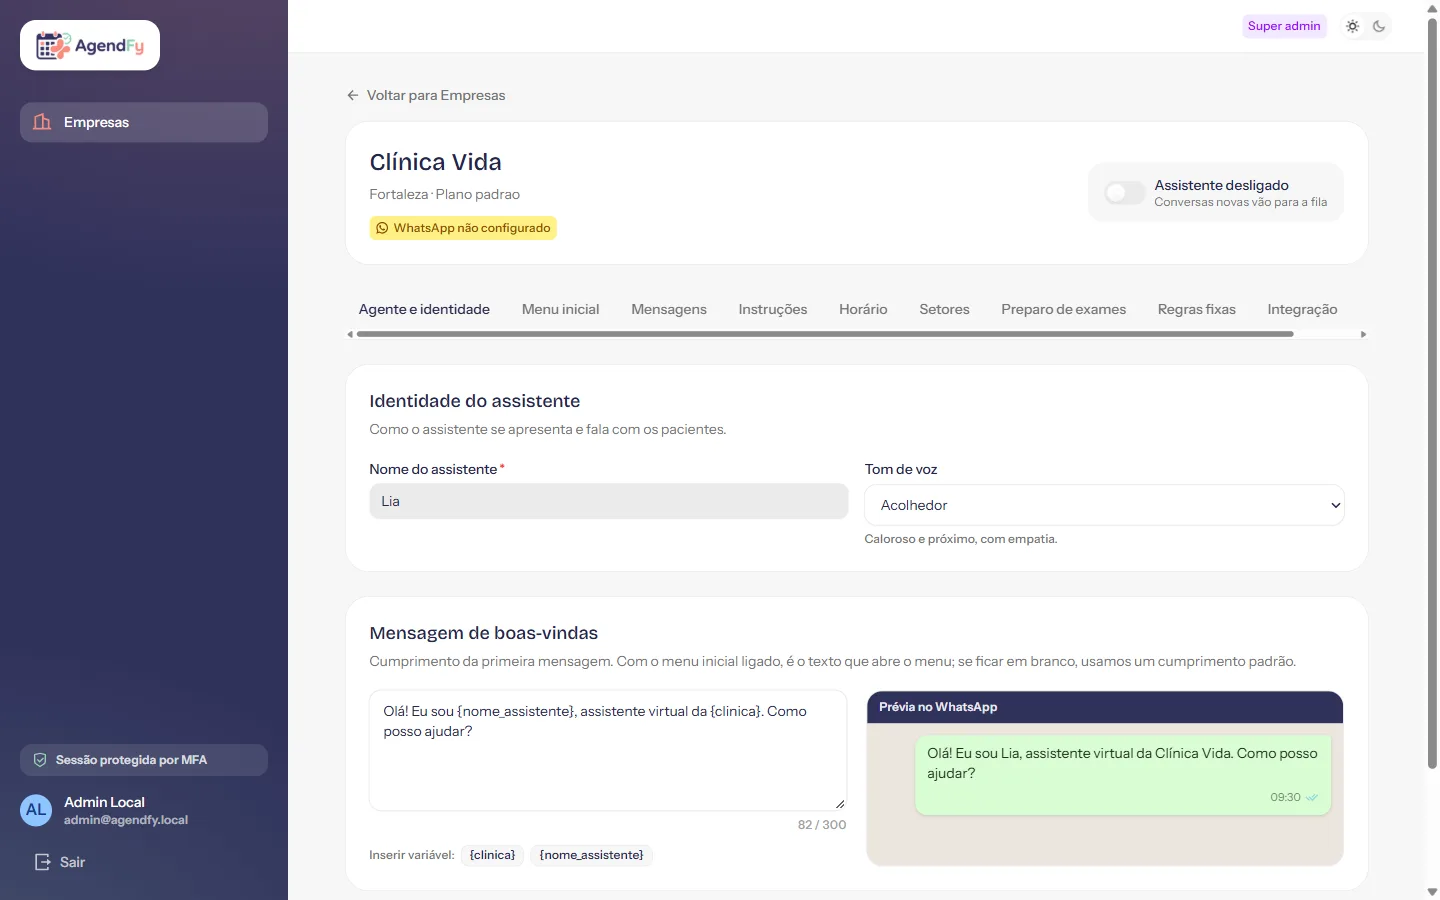 AgendFy
Super admin
Empresas
Voltar para Empresas
Clínica Vida
Fortaleza · Plano padrao
WhatsApp não configurado
Assistente desligado
Conversas novas vão para a fila
Agente e identidade
Menu inicial
Mensagens
Instruções
Horário
Setores
Preparo de exames
Regras fixas
Integração
Identidade do assistente
Como o assistente se apresenta e fala com os pacientes.
Nome do assistente*
Lia
Tom de voz
Acolhedor
Caloroso e próximo, com empatia.
Mensagem de boas-vindas
Cumprimento da primeira mensagem. Com o menu inicial ligado, é o texto que abre o menu; se ficar em branco, usamos um cumprimento padrão.
Olá! Eu sou {nome_assistente}, assistente virtual da {clinica}. Como
posso ajudar?
82 / 300
Inserir variável:
{clinica}
{nome_assistente}
Prévia no WhatsApp
Olá! Eu sou Lia, assistente virtual da Clínica Vida. Como posso
ajudar?
09:30
Sessão protegida por MFA
AL
Admin Local
admin@agendfy.local
Sair